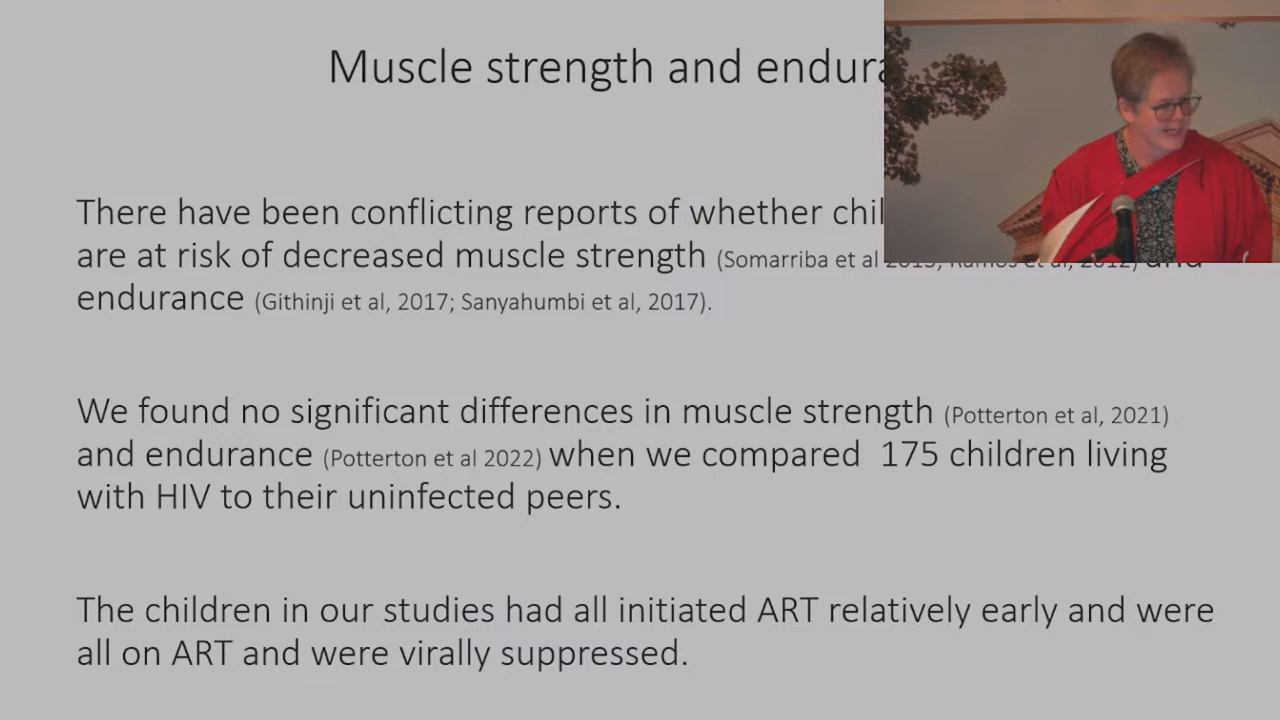 Muscle strength and
There have been conflicting reports of whether
are at risk of decreased muscle strength (Somarriba et al and
endurance (Githinji et al, 2017; Sanyahumbi et al, 2017).
We found no significant differences in muscle strength (Potterton et al, 2021)
and endurance (Potterton et al 2022) when we compared 175 children living
with HIV to their uninfected peers.
The children in our studies had all initiated ART relatively early and were
all on ART and were virally suppressed.